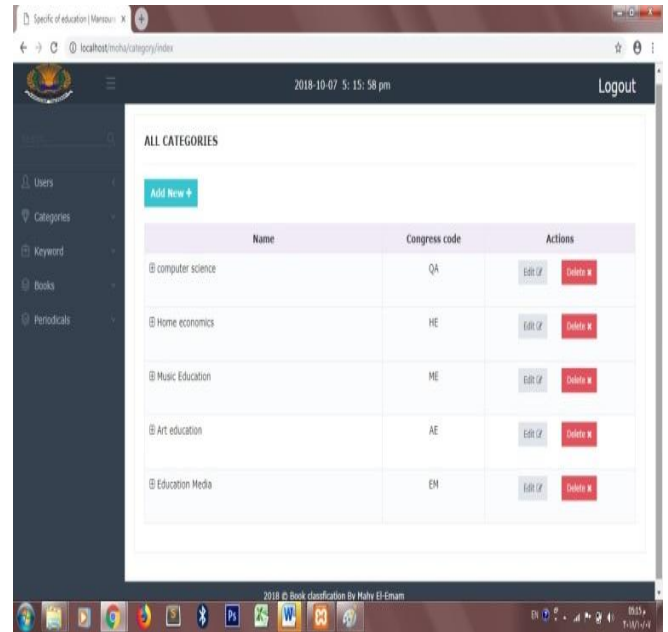 Specific of education | Mansour
localhost/moha/category/index
2018-10-07 5: 15: 58 pm
Logout
Users
Categories
Keyword
Books
Periodicals
ALL CATEGORIES
Add New +
Name Congress code Actions
computer science QA Edit Delete
Home economics HE Edit Delete
Music Education ME Edit Delete
Art education AE Edit Delete
Education Media EM Edit Delete
2018 © Book classfication By Mahy El-Emam
EN